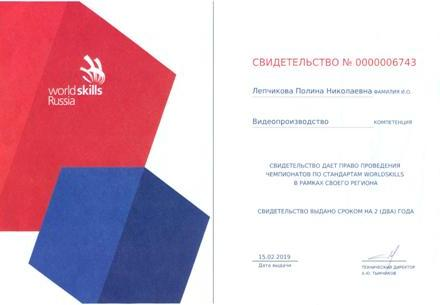 worldskills
Russia
СВИДЕТЕЛЬСТВО № 0000006743
Лепчикова Полина Николаевна ФАМИЛИЯ И.О.
Видеопроизводство КОМПЕТЕНЦИЯ
СВИДЕТЕЛЬСТВО ДАЕТ ПРАВО ПРОВЕДЕНИЯ
ЧЕМПИОНАТОВ ПО СТАНДАРТАМ WORLDSKILLS
В РАМКАХ СВОЕГО РЕГИОНА
СВИДЕТЕЛЬСТВО ВЫДАНО СРОКОМ НА 2 (ДВА) ГОДА
15.02.2019
Дата выдачи
ТЕХНИЧЕСКИЙ ДИРЕКТОР
А.Ю. ТЫМЧИКОВ